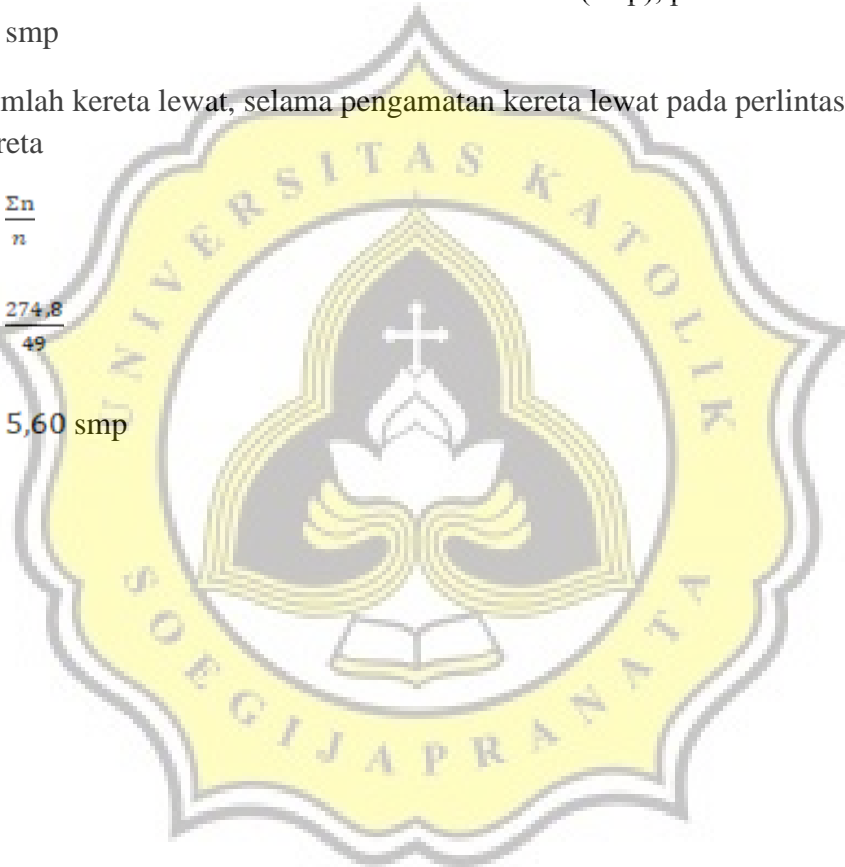 smp
mlah kereta lewat, selama pengamatan kereta lewat pada perlintas
reta
Σn
n
274,8
49
5,60 smp
UNIVERSITAS KATOLIK
SOEGIJAPRANATA